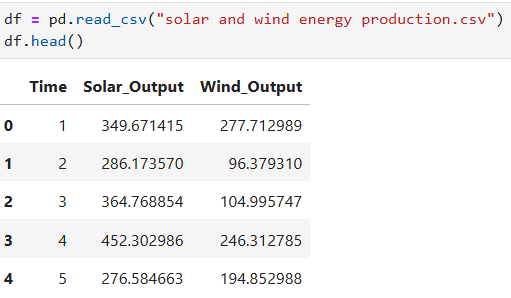 df = pd.read_csv("solar and wind energy production.csv")
df.head()
Time Solar_Output Wind_Output
0 1 349.671415 277.712989
1 2 286.173570 96.379310
2 3 364.768854 104.995747
3 4 452.302986 246.312785
4 5 276.584663 194.852988